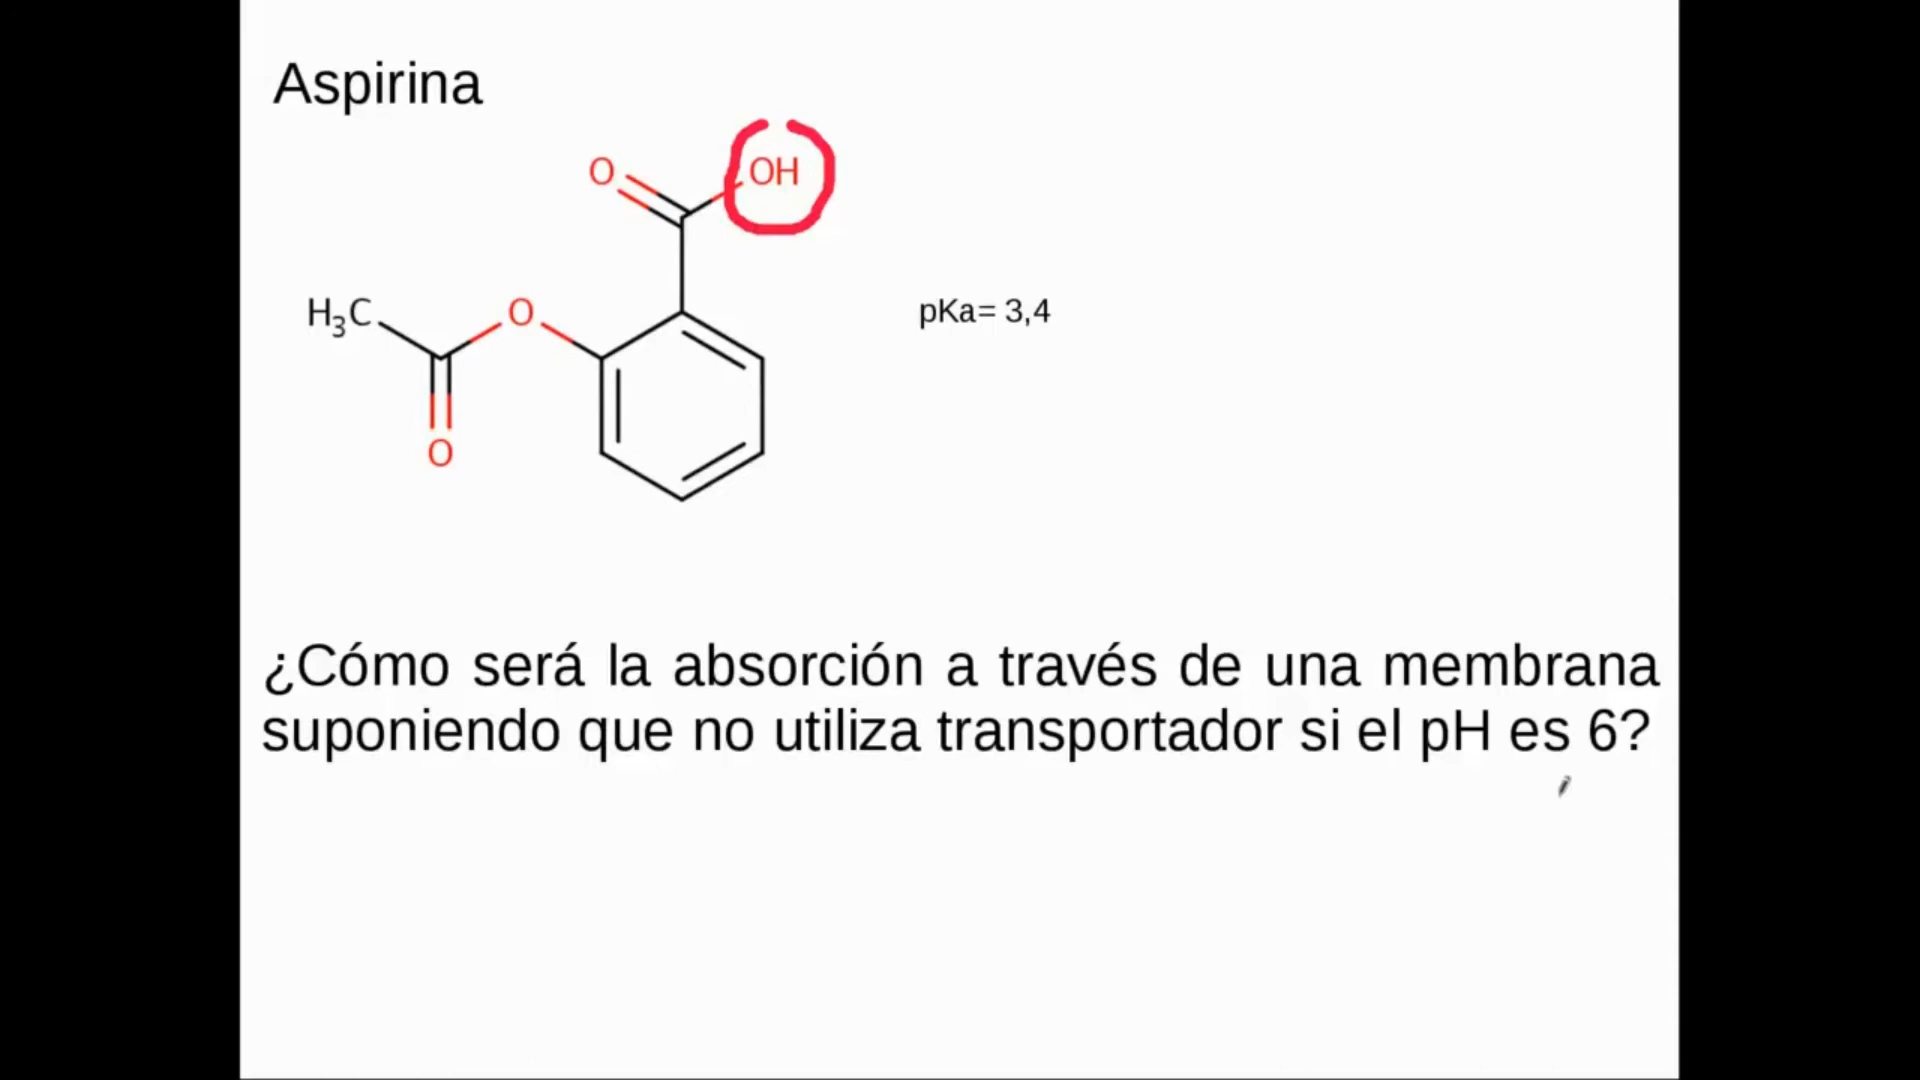 Aspirina
O
OH
H₃C
O
pKa= 3,4
O
¿Cómo será la absorción a través de una membrana
suponiendo que no utiliza transportador si el pH es 6?